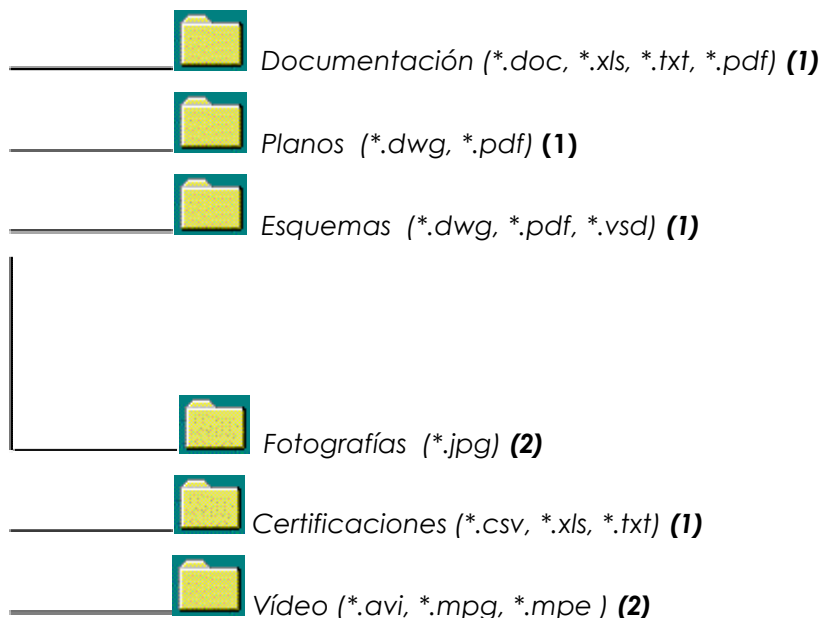 Documentación (*.doc, *.xls, *.txt, *.pdf) (1)
Planos (*.dwg, *.pdf) (1)
Esquemas (*.dwg, *.pdf, *.vsd) (1)
Fotografías (*.jpg) (2)
Certificaciones (*.csv, *.xls, *.txt) (1)
Vídeo (*.avi, *.mpg, *.mpe ) (2)